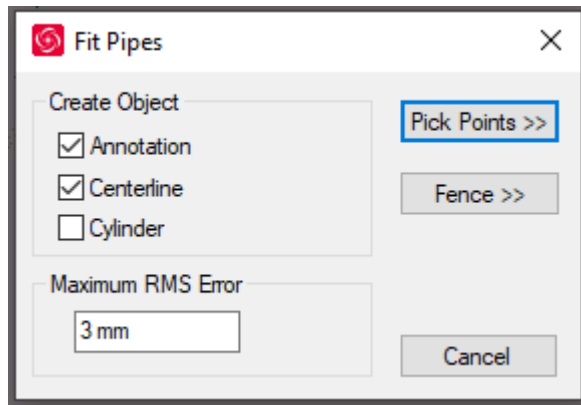 Fit Pipes
Create Object
Annotation
Centerline
Cylinder
Pick Points >>
Fence >>
Maximum RMS Error
3 mm
Cancel